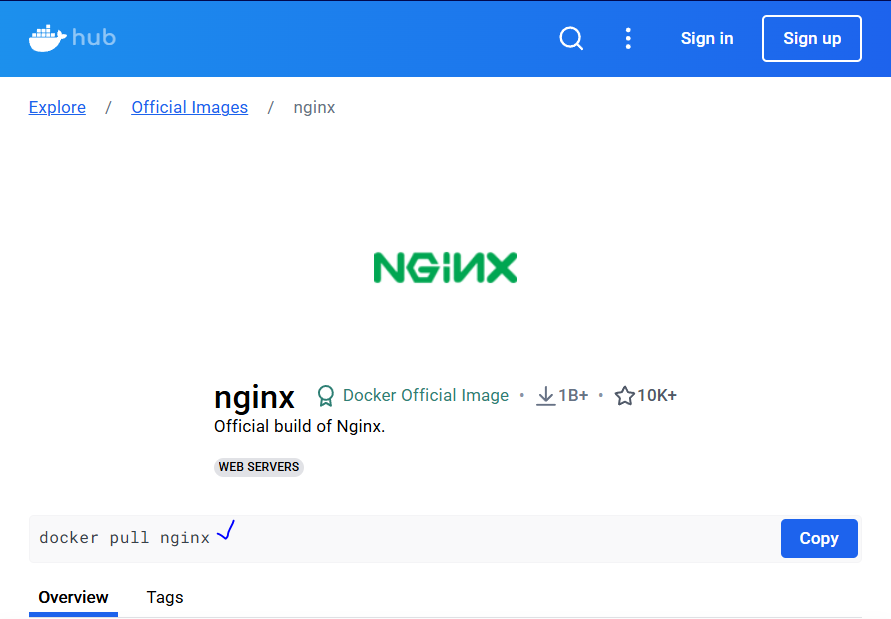 hub Sign in Sign up
Explore / Official Images / nginx
NGINX
nginx Docker Official Image • 1B+ • 10K+
Official build of Nginx.
WEB SERVERS
docker pull nginx Copy
Overview Tags